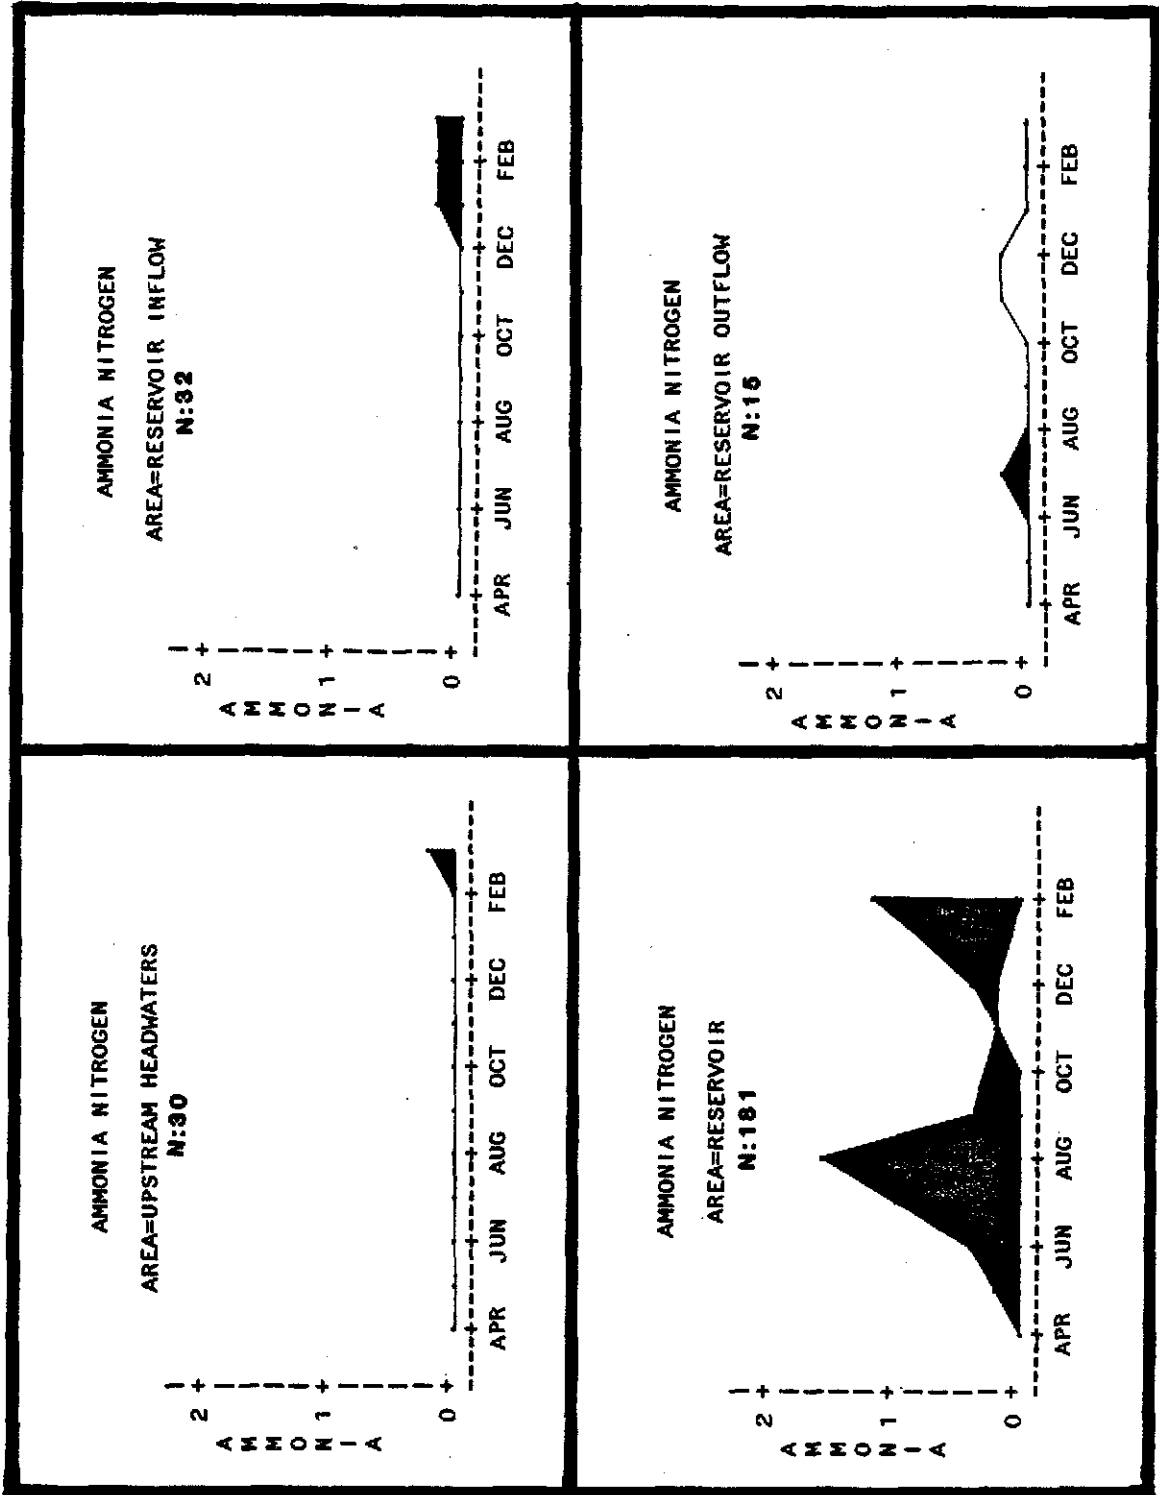 AMMONIA NITROGEN
AREA=UPSTREAM HEADWATERS
N:30
AMMONIA
2
1
0
APR JUN AUG OCT DEC FEB
AMMONIA NITROGEN
AREA=RESERVOIR INFLOW
N:32
AMMONIA
2
1
0
APR JUN AUG OCT DEC FEB
AMMONIA NITROGEN
AREA=RESERVOIR
N:181
AMMONIA
2
1
0
APR JUN AUG OCT DEC FEB
AMMONIA NITROGEN
AREA=RESERVOIR OUTFLOW
N:15
AMMONIA
2
1
0
APR JUN AUG OCT DEC FEB